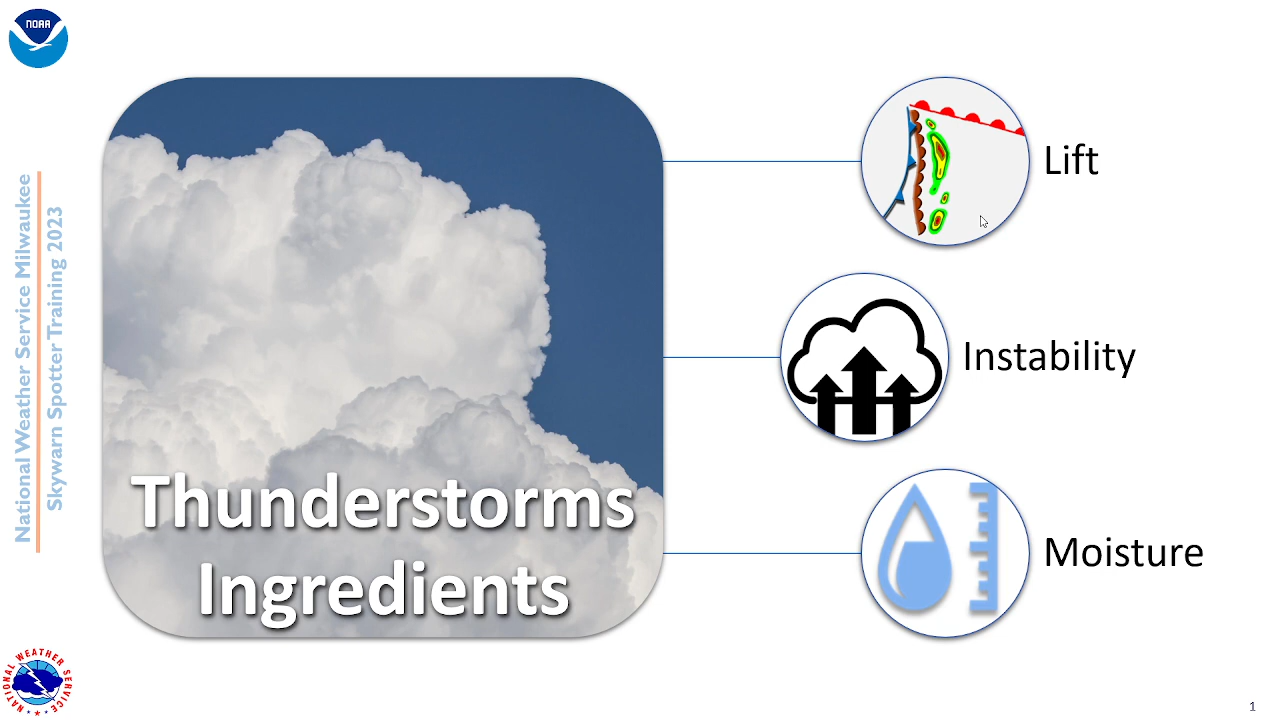 NOAA
National Weather Service Milwaukee
Skywarn Spotter Training 2023
Thunderstorms
Ingredients
Lift
Instability
Moisture
NATIONAL WEATHER SERVICE
1